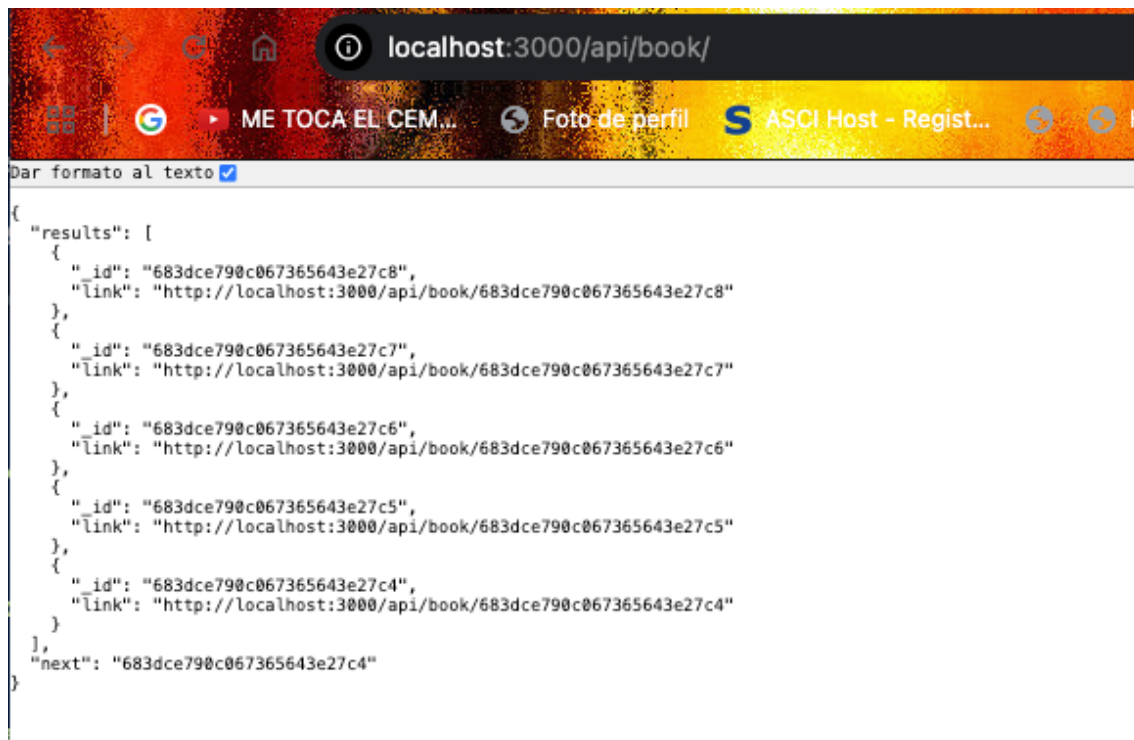 localhost:3000/api/book/
G ME TOCA EL CEM... Foto de perfil S ASCI Host - Regist...
Dar formato al texto
{
"results": [
{
"_id": "683dce790c067365643e27c8",
"link": "http://localhost:3000/api/book/683dce790c067365643e27c8"
},
{
"_id": "683dce790c067365643e27c7",
"link": "http://localhost:3000/api/book/683dce790c067365643e27c7"
},
{
"_id": "683dce790c067365643e27c6",
"link": "http://localhost:3000/api/book/683dce790c067365643e27c6"
},
{
"_id": "683dce790c067365643e27c5",
"link": "http://localhost:3000/api/book/683dce790c067365643e27c5"
},
{
"_id": "683dce790c067365643e27c4",
"link": "http://localhost:3000/api/book/683dce790c067365643e27c4"
}
],
"next": "683dce790c067365643e27c4"
}